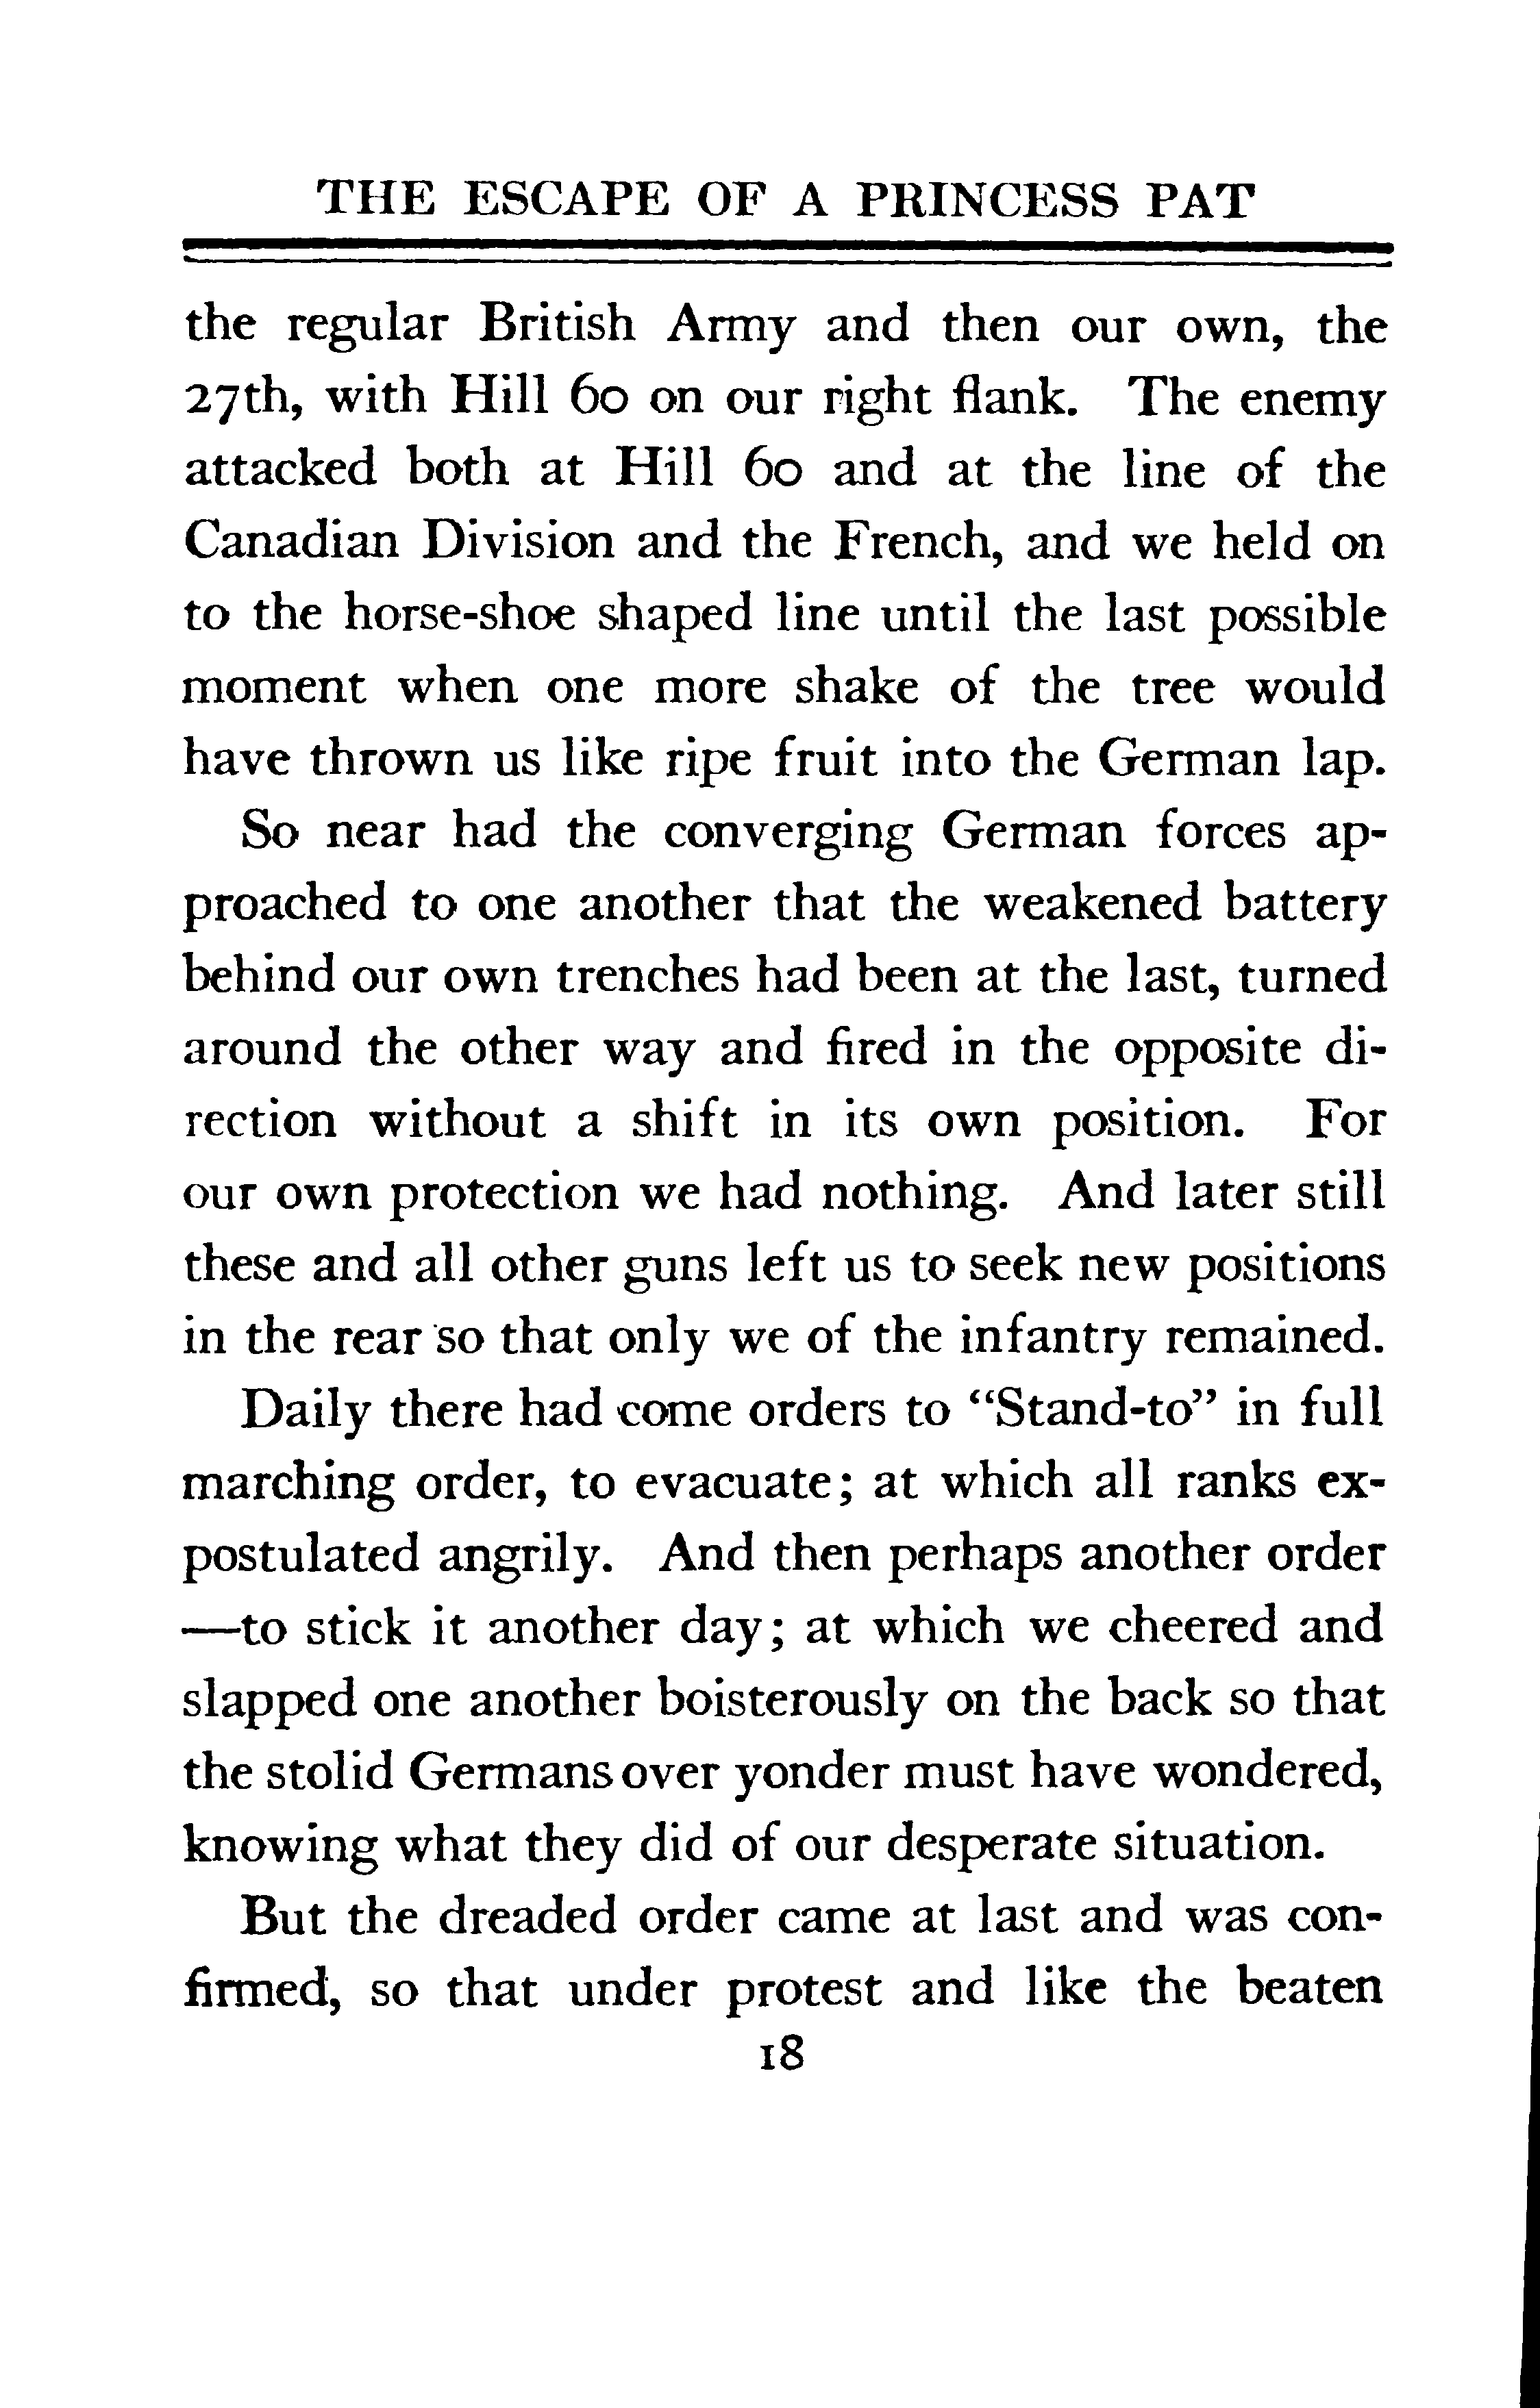 THE ESCAPE OF A PRINCESS PAT
the regular British Army and then our own, the
27th, with Hill 60 on our right flank. The enemy
attacked both at Hill 60 and at the line of the
Canadian Division and the French, and we held on
to the horse-shoe shaped line until the last possible
moment when one more shake of the tree would
have thrown us like ripe fruit into the German lap.
So near had the converging German forces ap-
proached to one another that the weakened battery
behind our own trenches had been at the last, turned
around the other way and fired in the opposite di-
rection without a shift in its own position. For
our own protection we had nothing. And later still
these and all other guns left us to seek new positions
in the rear so that only we of the infantry remained.
Daily there had come orders to “Stand-to” in full
marching order, to evacuate; at which all ranks ex-
postulated angrily. And then perhaps another order
—to stick it another day; at which we cheered and
slapped one another boisterously on the back so that
the stolid Germans over yonder must have wondered,
knowing what they did of our desperate situation.
But the dreaded order came at last and was con-
firmed, so that under protest and like the beaten
18